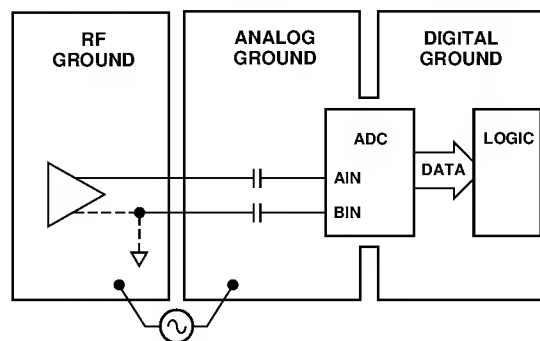 RF
GROUND
ANALOG
GROUND
DIGITAL
GROUND
ADC
LOGIC
DATA
AIN
BIN